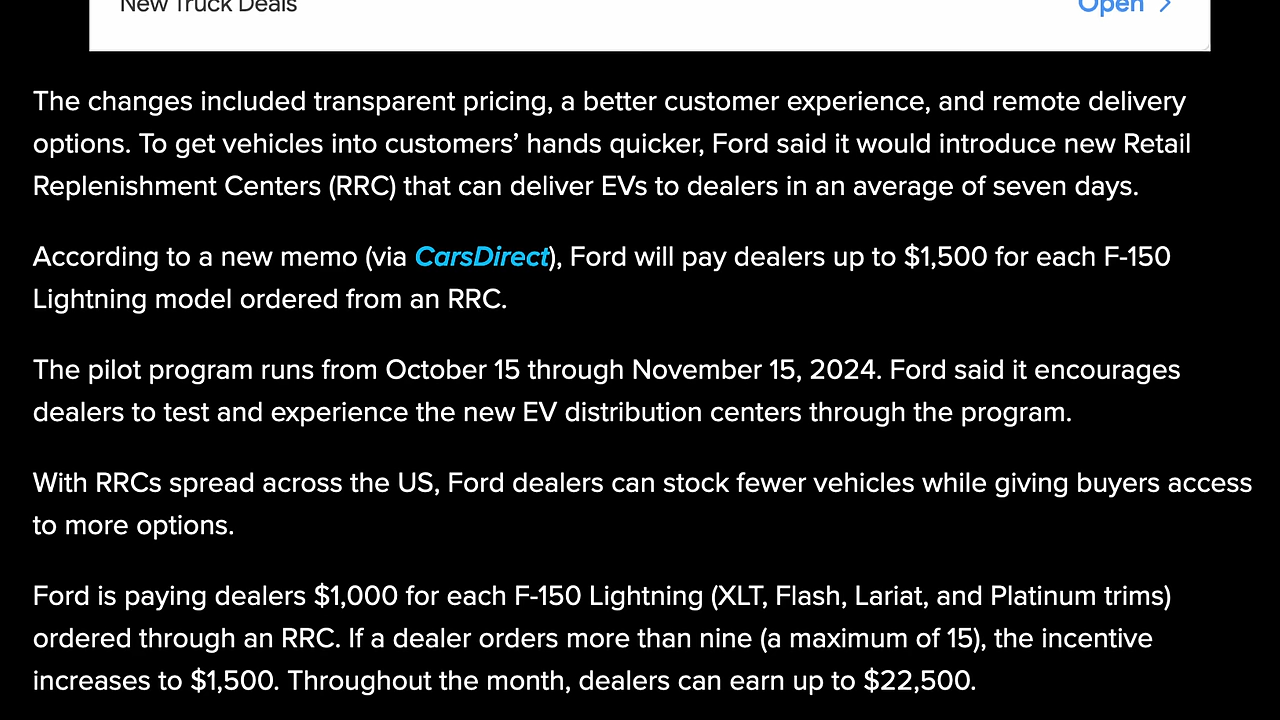 New Truck Deals Open
The changes included transparent pricing, a better customer experience, and remote delivery
options. To get vehicles into customers’ hands quicker, Ford said it would introduce new Retail
Replenishment Centers (RRC) that can deliver EVs to dealers in an average of seven days.
According to a new memo (via CarsDirect), Ford will pay dealers up to $1,500 for each F-150
Lightning model ordered from an RRC.
The pilot program runs from October 15 through November 15, 2024. Ford said it encourages
dealers to test and experience the new EV distribution centers through the program.
With RRCs spread across the US, Ford dealers can stock fewer vehicles while giving buyers access
to more options.
Ford is paying dealers $1,000 for each F-150 Lightning (XLT, Flash, Lariat, and Platinum trims)
ordered through an RRC. If a dealer orders more than nine (a maximum of 15), the incentive
increases to $1,500. Throughout the month, dealers can earn up to $22,500.